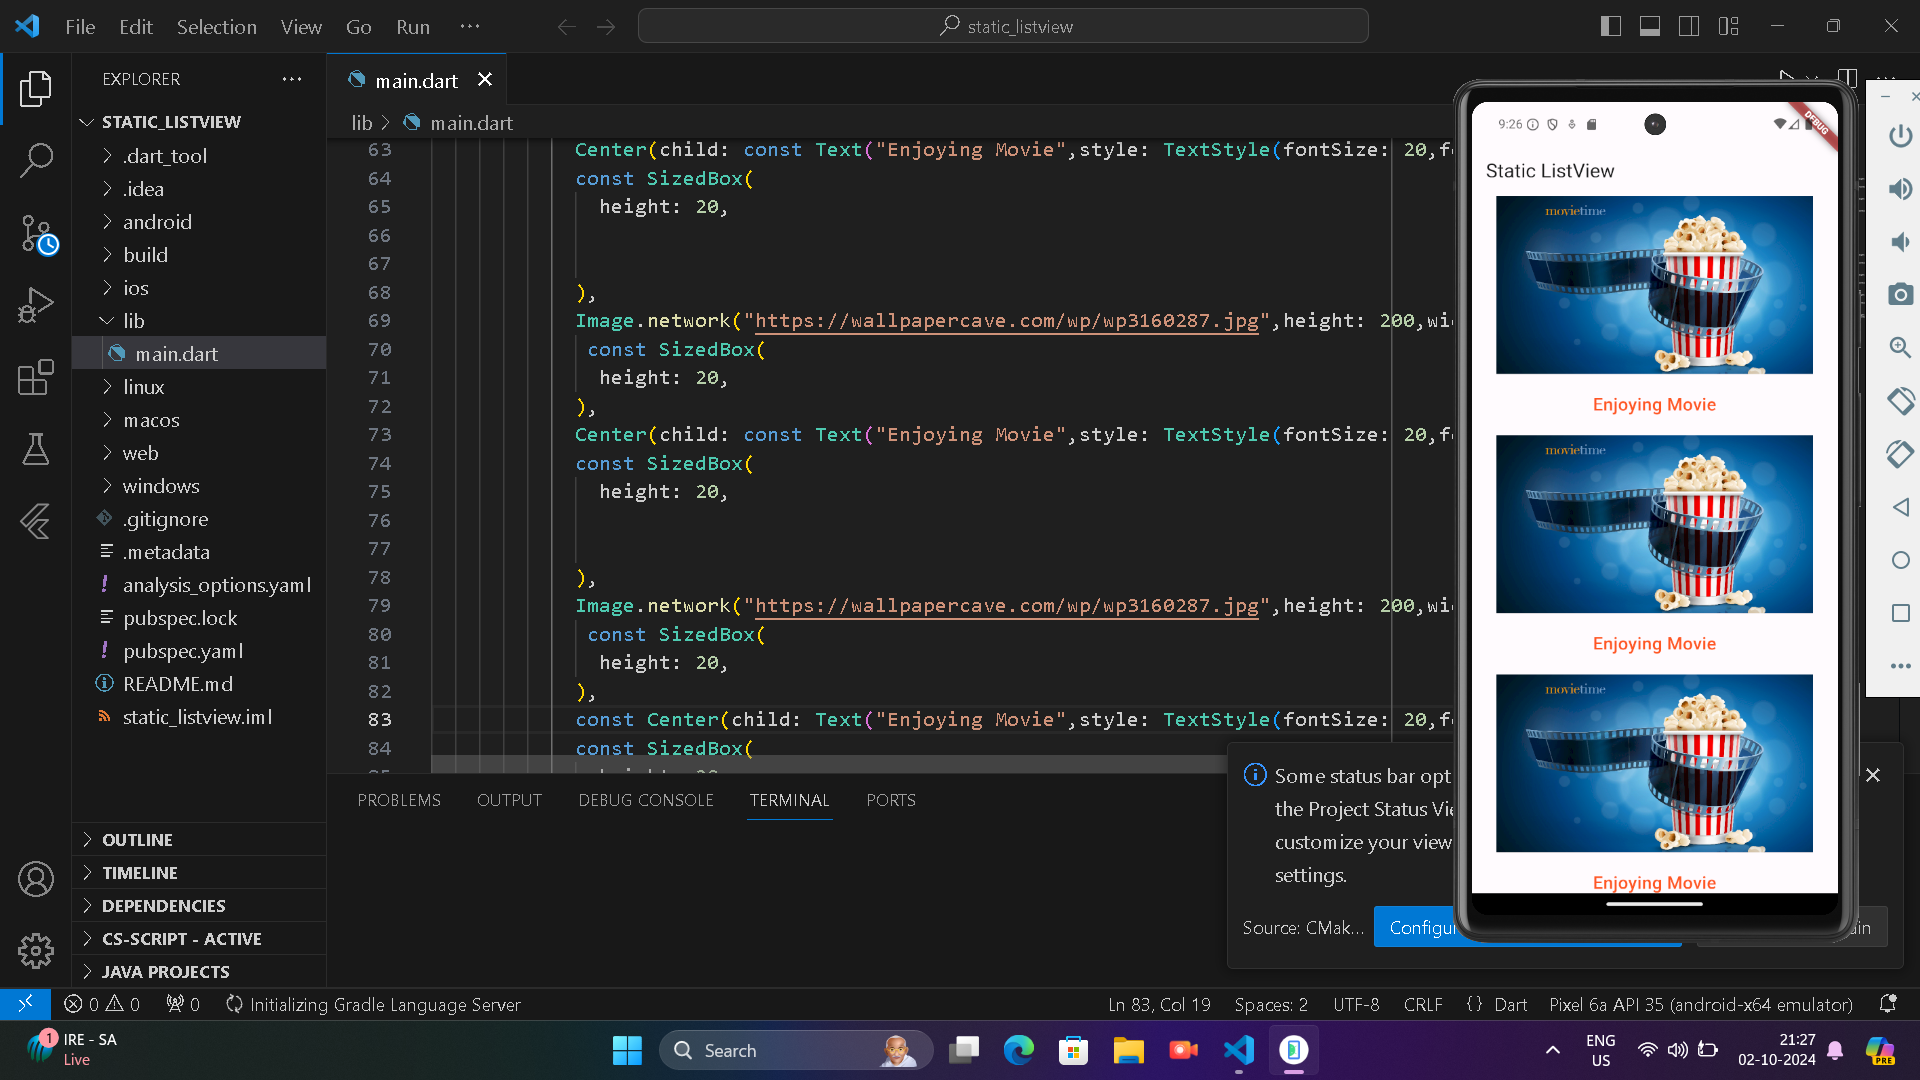 File Edit Selection View Go Run ···
static_listview
EXPLORER
STATIC_LISTVIEW
.dart_tool
.idea
android
build
ios
lib
main.dart
linux
macos
web
windows
.gitignore
.metadata
analysis_options.yaml
pubspec.lock
pubspec.yaml
README.md
static_listview.iml
OUTLINE
TIMELINE
DEPENDENCIES
CS-SCRIPT - ACTIVE
JAVA PROJECTS
main.dart
lib > main.dart
63 Center(child: const Text("Enjoying Movie",style: TextStyle(fontSize: 20,fo
64 const SizedBox(
65 height: 20,
66
67
68 ),
69 Image.network("https://wallpapercave.com/wp/wp3160287.jpg",height: 200,wi
70 const SizedBox(
71 height: 20,
72 ),
73 Center(child: const Text("Enjoying Movie",style: TextStyle(fontSize: 20,fo
74 const SizedBox(
75 height: 20,
76
77
78 ),
79 Image.network("https://wallpapercave.com/wp/wp3160287.jpg",height: 200,wi
80 const SizedBox(
81 height: 20,
82 ),
83 const Center(child: Text("Enjoying Movie",style: TextStyle(fontSize: 20,fo
84 const SizedBox(
PROBLEMS OUTPUT DEBUG CONSOLE TERMINAL PORTS
Some status bar opt
the Project Status Vie
customize your view
settings.
Source: CMak...
Configu
9:26
DEBUG
Static ListView
movietime
Enjoying Movie
movietime
Enjoying Movie
movietime
Enjoying Movie
0 0 0 Initializing Gradle Language Server
Ln 83, Col 19 Spaces: 2 UTF-8 CRLF {} Dart Pixel 6a API 35 (android-x64 emulator)
1 IRE - SA
Live
Search
ENG
US
21:27
02-10-2024
PRE